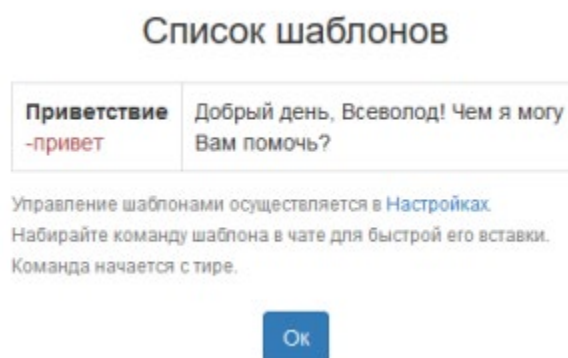 Список шаблонов
Приветствие
-привет
Добрый день, Всеволод! Чем я могу
Вам помочь?
Управление шаблонами осуществляется в Настройках.
Набирайте команду шаблона в чате для быстрой его вставки.
Команда начается с тире.
Ок